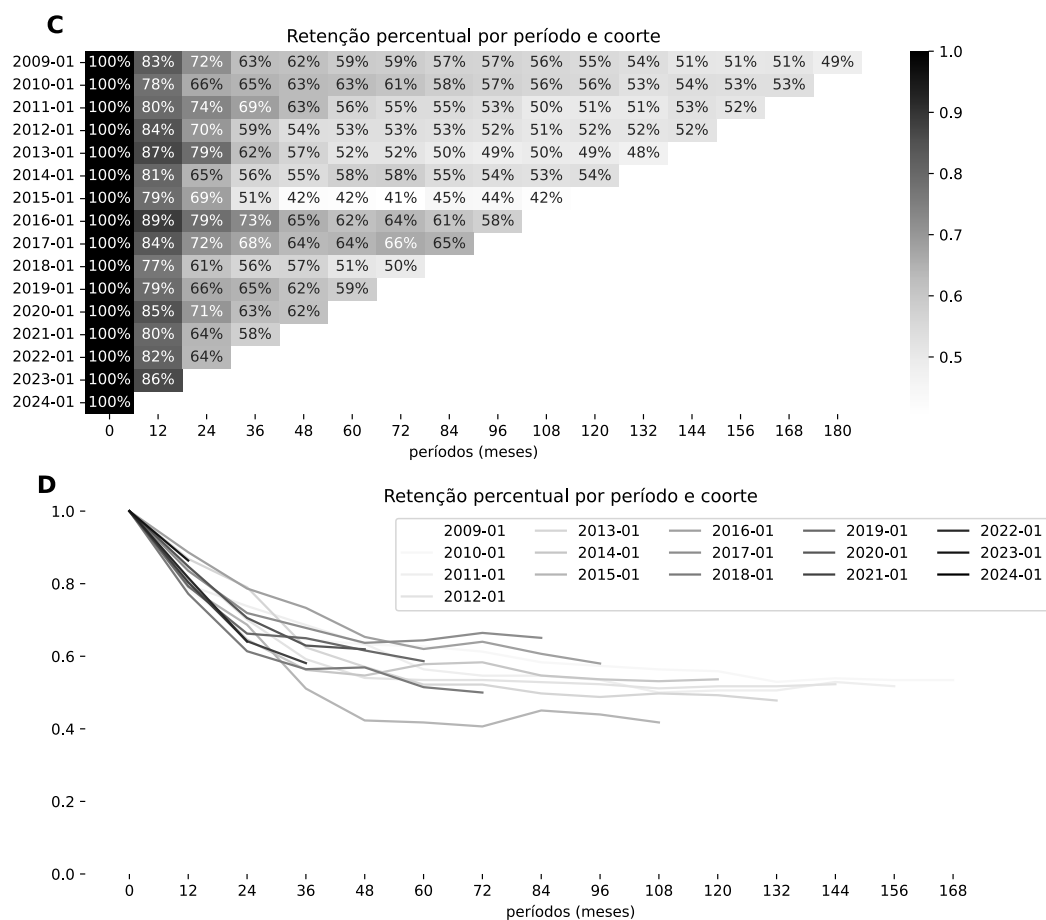 C
Retenção percentual por período e coorte
2009-01 100% 83% 72% 63% 62% 59% 59% 57% 57% 56% 55% 54% 51% 51% 51% 49%
2010-01 100% 78% 66% 65% 63% 63% 61% 58% 57% 56% 56% 53% 54% 53% 53%
2011-01 100% 80% 74% 69% 63% 56% 55% 55% 53% 50% 51% 51% 53% 52%
2012-01 100% 84% 70% 59% 54% 53% 53% 53% 52% 51% 52% 52% 52%
2013-01 100% 87% 79% 62% 57% 52% 52% 50% 49% 50% 49% 48%
2014-01 100% 81% 65% 56% 55% 58% 58% 55% 54% 53% 54%
2015-01 100% 79% 69% 51% 42% 42% 41% 45% 44% 42%
2016-01 100% 89% 79% 73% 65% 62% 64% 61% 58%
2017-01 100% 84% 72% 68% 64% 64% 66% 65%
2018-01 100% 77% 61% 56% 57% 51% 50%
2019-01 100% 79% 66% 65% 62% 59%
2020-01 100% 85% 71% 63% 62%
2021-01 100% 80% 64% 58%
2022-01 100% 82% 64%
2023-01 100% 86%
2024-01 100%
0 12 24 36 48 60 72 84 96 108 120 132 144 156 168 180
períodos (meses)
1.0
0.9
0.8
0.7
0.6
0.5
D
Retenção percentual por período e coorte
2009-01 2013-01 2016-01 2019-01 2022-01
2010-01 2014-01 2017-01 2020-01 2023-01
2011-01 2015-01 2018-01 2021-01 2024-01
2012-01
1.0
0.8
0.6
0.4
0.2
0.0
0 12 24 36 48 60 72 84 96 108 120 132 144 156 168
períodos (meses)